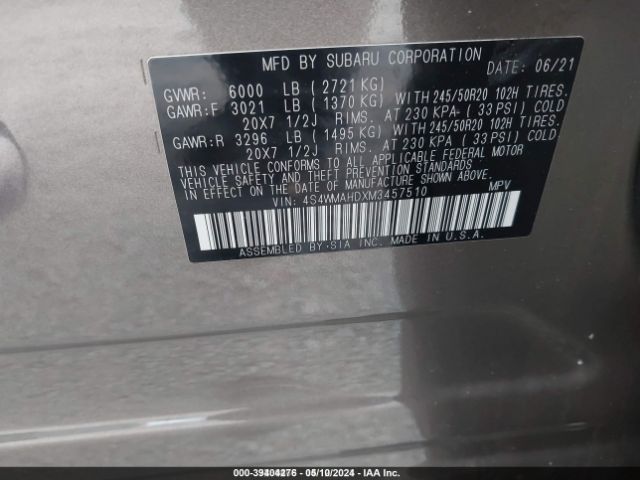 MFD BY SUBARU CORPORATION DATE: 06/21
GVWR: 6000 LB ( 2721 KG)
GAWR:F 3021 LB ( 1370 KG) WITH 245/50R20 102H TIRES.
20X7 1/2J RIMS. AT 230 KPA ( 33 PSI) COLD
GAWR:R 3296 LB ( 1495 KG) WITH 245/50R20 102H TIRES.
20X7 1/2J RIMS. AT 230 KPA ( 33 PSI) COLD
THIS VEHICLE CONFORMS TO ALL APPLICABLE FEDERAL MOTOR
VEHICLE SAFETY AND THEFT PREVENTION STANDARDS
IN EFFECT ON THE DATE OF MANUFACTURE SHOWN ABOVE.
VIN: 4S4WMAHDXM3457510 MPV
ASSEMBLED BY SIA INC. MADE IN U.S.A.
000-39404276 - 05/10/2024 - IAA Inc.